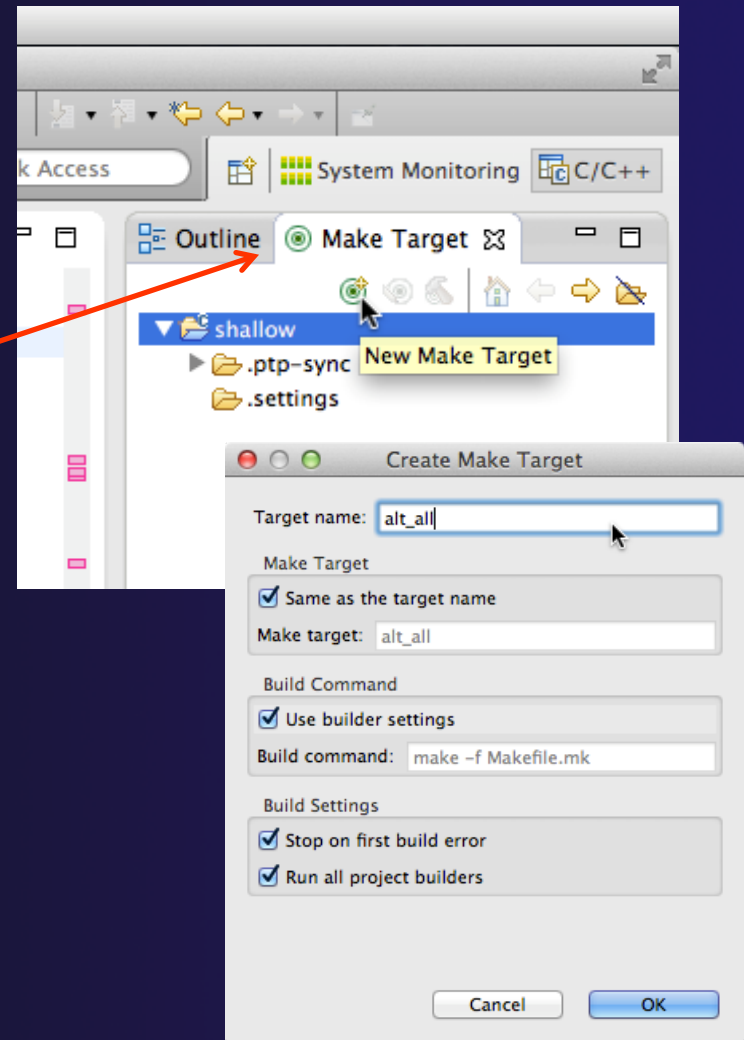 k Access
System Monitoring
C/C++
Outline
Make Target
shallow
New Make Target
.ptp-sync
.settings
Create Make Target
Target name: alt_all
Make Target
Same as the target name
Make target: alt_all
Build Command
Use builder settings
Build command: make -f Makefile.mk
Build Settings
Stop on first build error
Run all project builders
Cancel
OK